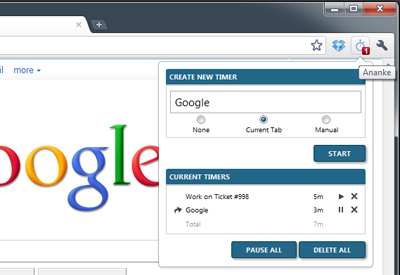 il more
Ananke
1
CREATE NEW TIMER
Google
None Current Tab Manual
START
CURRENT TIMERS
Work on Ticket #998 5m
Google 3m
Total 7m
PAUSE ALL DELETE ALL
oogle